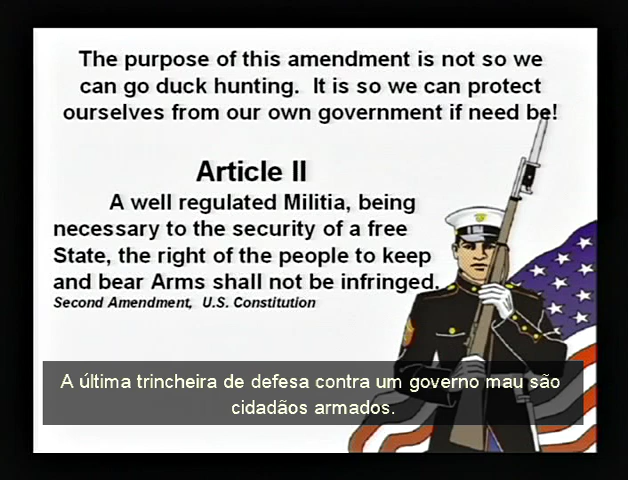 The purpose of this amendment is not so we
can go duck hunting. It is so we can protect
ourselves from our own government if need be!
Article II
A well regulated Militia, being
necessary to the security of a free
State, the right of the people to keep
and bear Arms shall not be infringed.
Second Amendment, U.S. Constitution
A última trincheira de defesa contra um governo mau são
cidadãos armados.